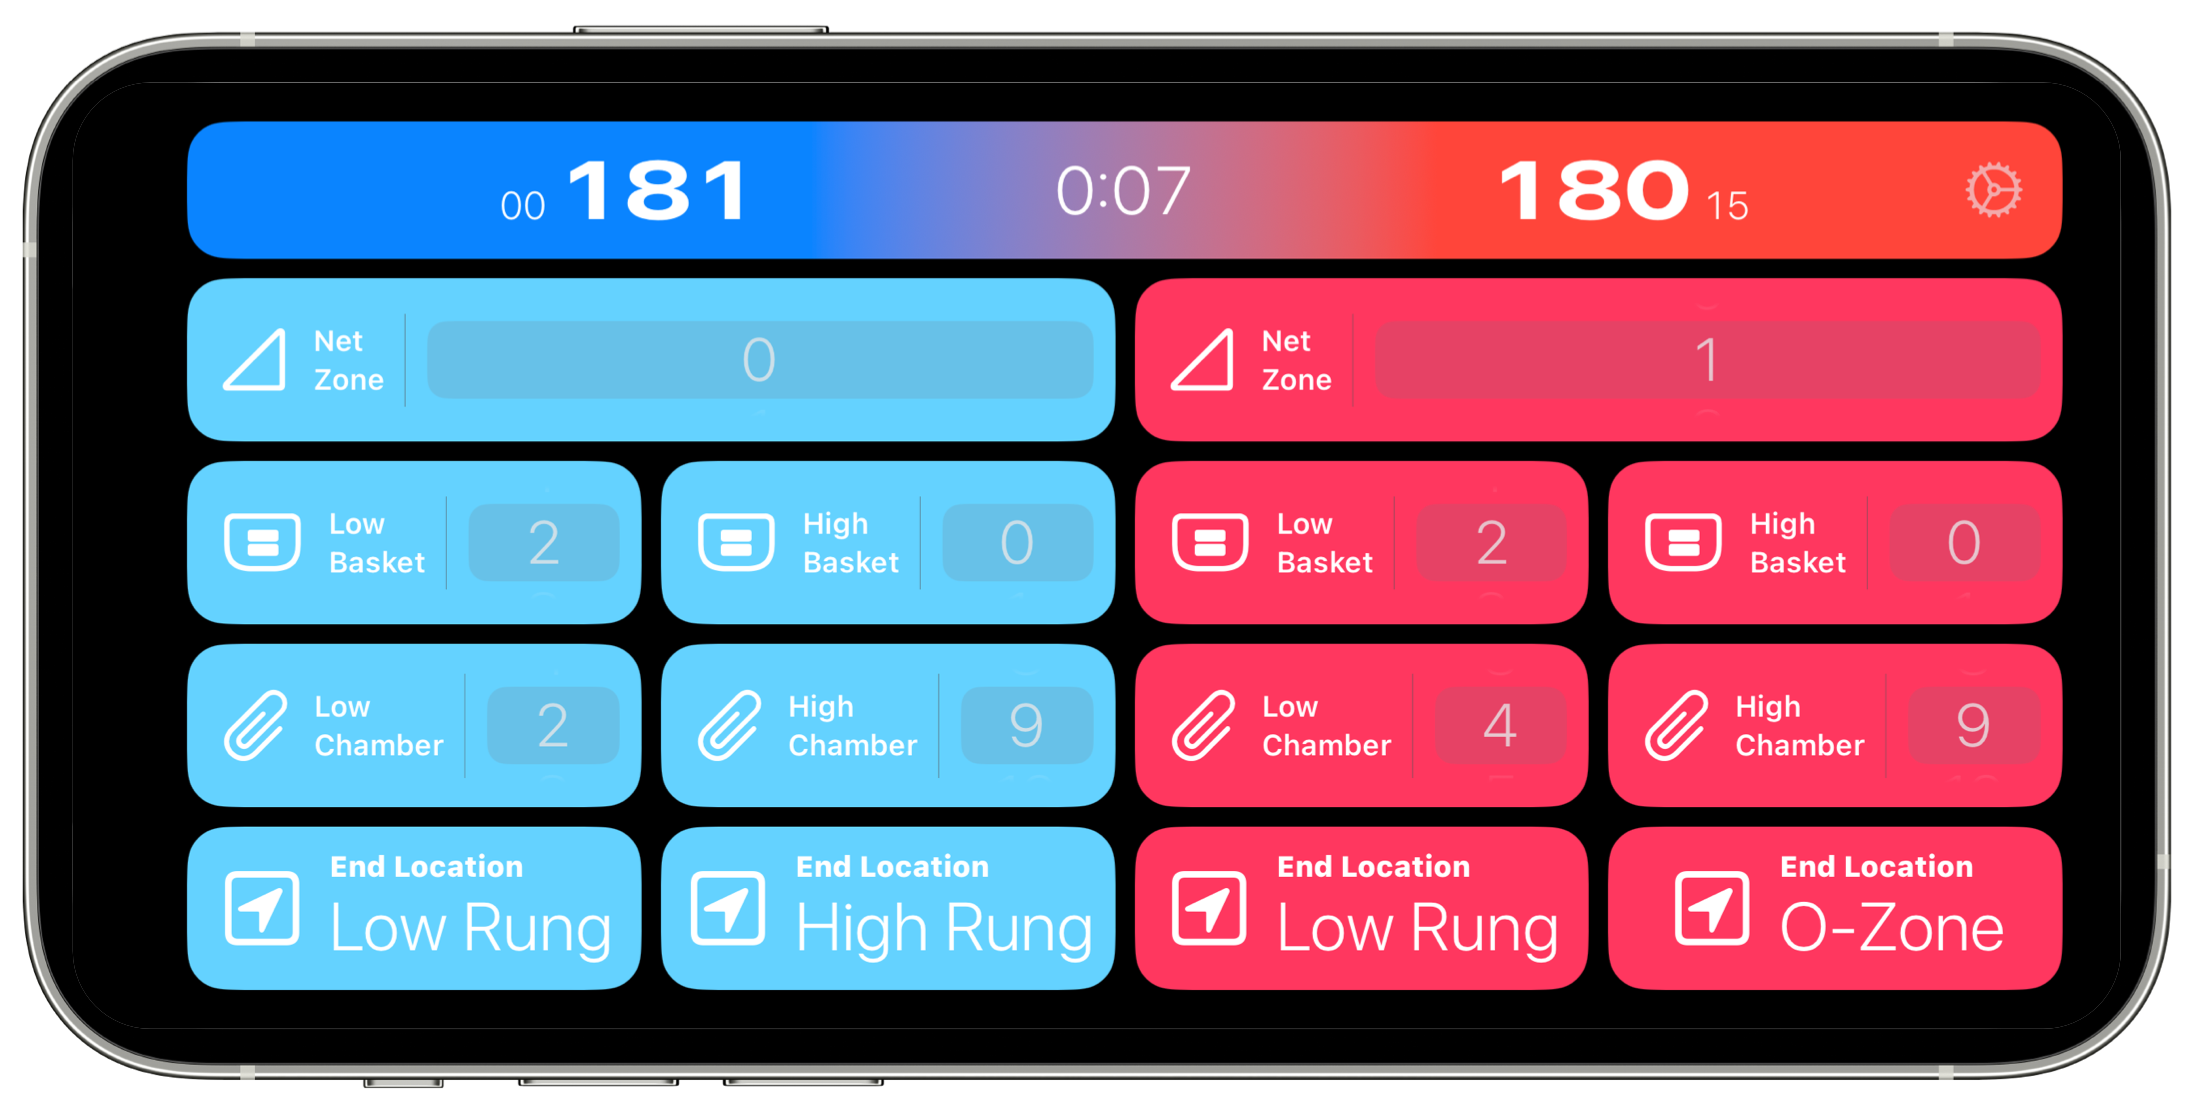 00 181 0:07 180 15
Net
Zone
0
Net
Zone
1
Low
Basket
2
High
Basket
0
Low
Basket
2
High
Basket
0
Low
Chamber
2
High
Chamber
9
Low
Chamber
4
High
Chamber
9
End Location
Low Rung
End Location
High Rung
End Location
Low Rung
End Location
O-Zone